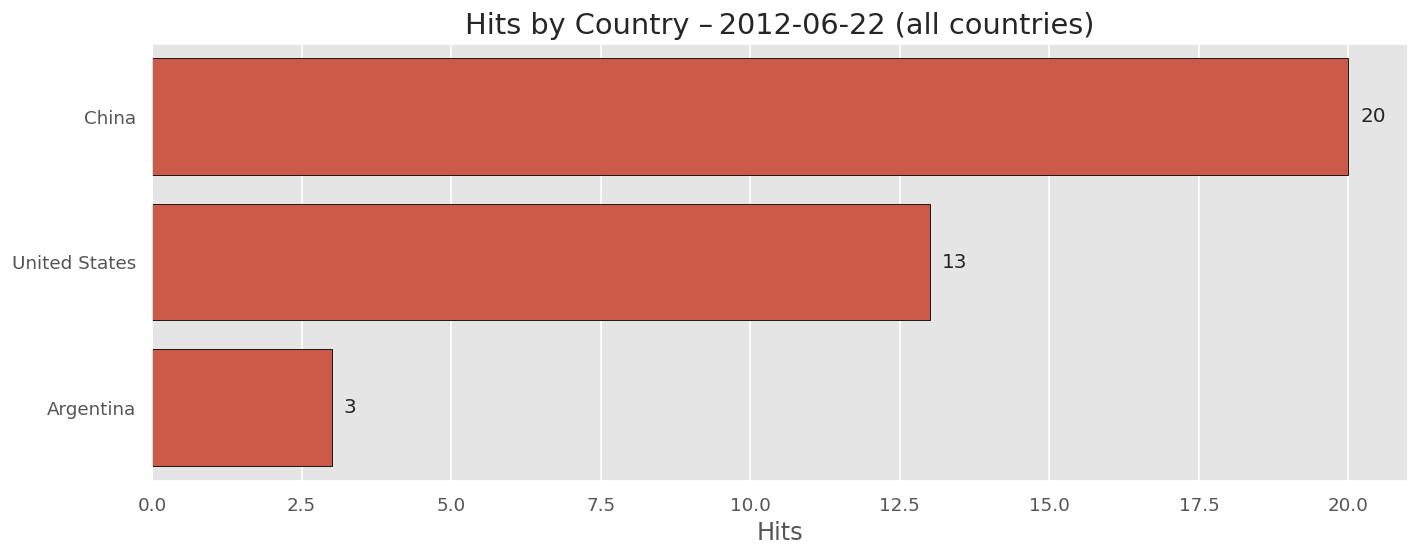 Hits by Country – 2012-06-22 (all countries)
China
20
United States
13
Argentina
3
0.0 2.5 5.0 7.5 10.0 12.5 15.0 17.5 20.0
Hits